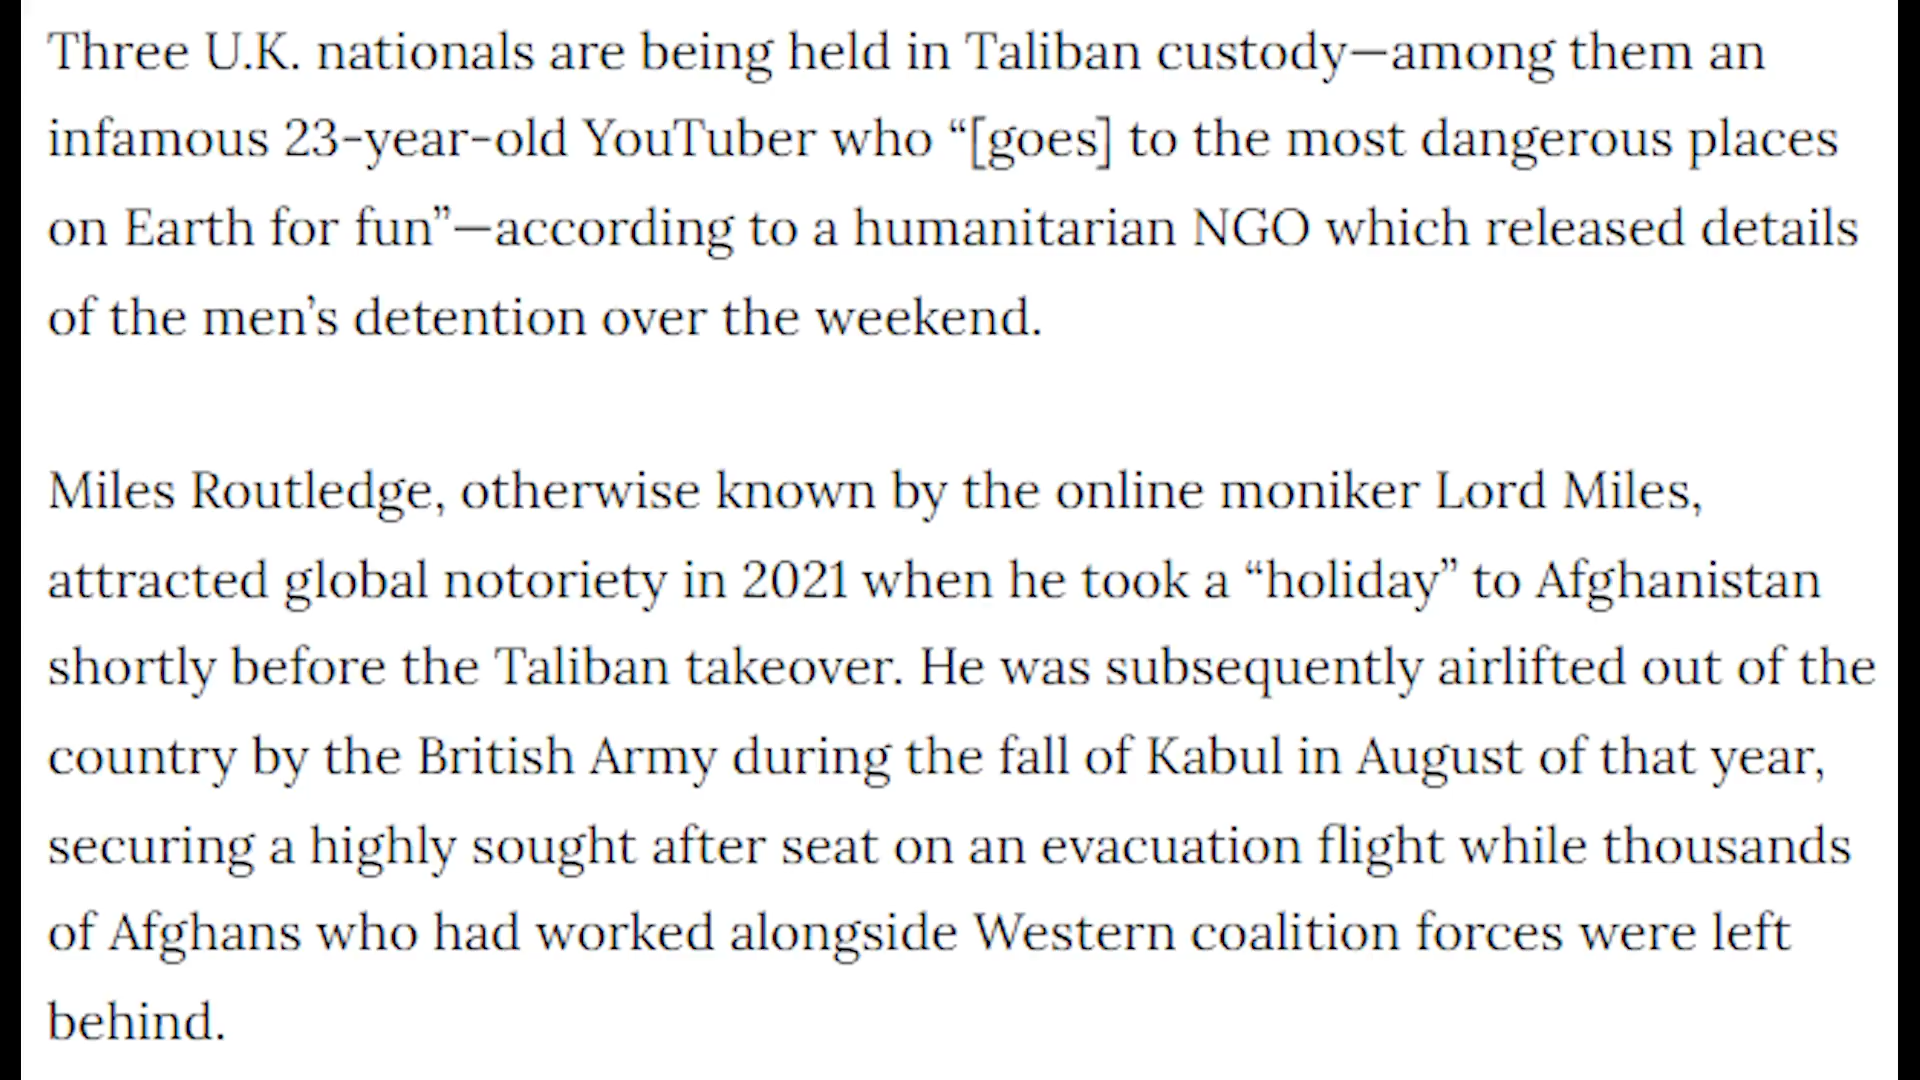 Three U.K. nationals are being held in Taliban custody—among them an
infamous 23-year-old YouTuber who “[goes] to the most dangerous places
on Earth for fun”—according to a humanitarian NGO which released details
of the men’s detention over the weekend.
Miles Routledge, otherwise known by the online moniker Lord Miles,
attracted global notoriety in 2021 when he took a “holiday” to Afghanistan
shortly before the Taliban takeover. He was subsequently airlifted out of the
country by the British Army during the fall of Kabul in August of that year,
securing a highly sought after seat on an evacuation flight while thousands
of Afghans who had worked alongside Western coalition forces were left
behind.